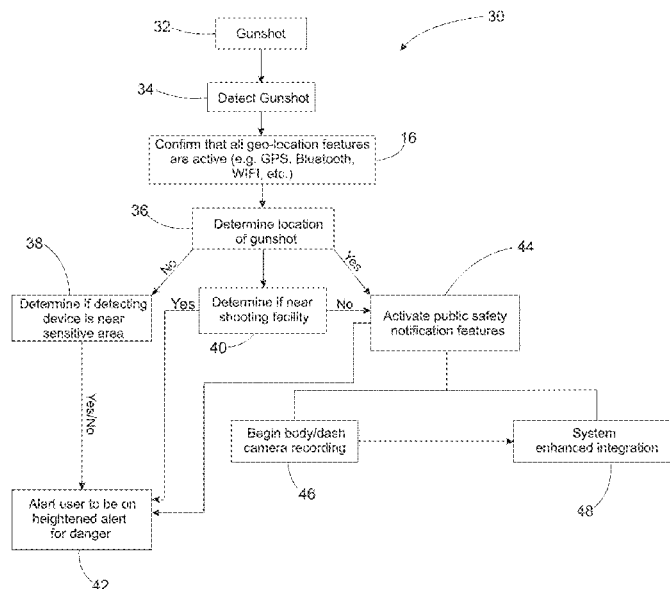 30
32
Gunshot
34
Detect Gunshot
Confirm that all geo-location features
are active (e.g. GPS, Bluetooth,
WiFi, etc.)
16
36
Determine location
of gunshot
38
No
Yes
44
Determine if detecting
device is near
sensitive area
Yes
Determine if near
shooting facility
No
Activate public safety
notification features
40
Yes/No
Begin body/dash
camera recording
System
enhanced integration
46
48
Alert user to be on
heightened alert
for danger
42